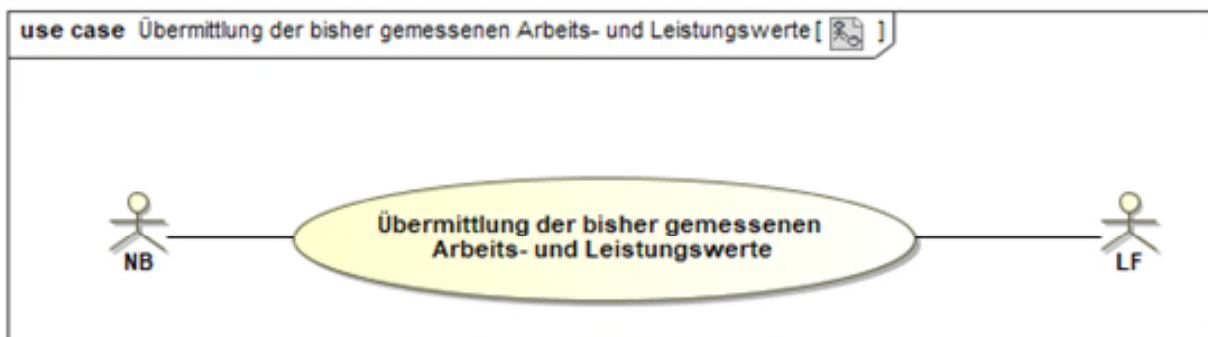 use case Übermittlung der bisher gemessenen Arbeits- und Leistungswerte [ ]
Übermittlung der bisher gemessenen
Arbeits- und Leistungswerte
NB
LF